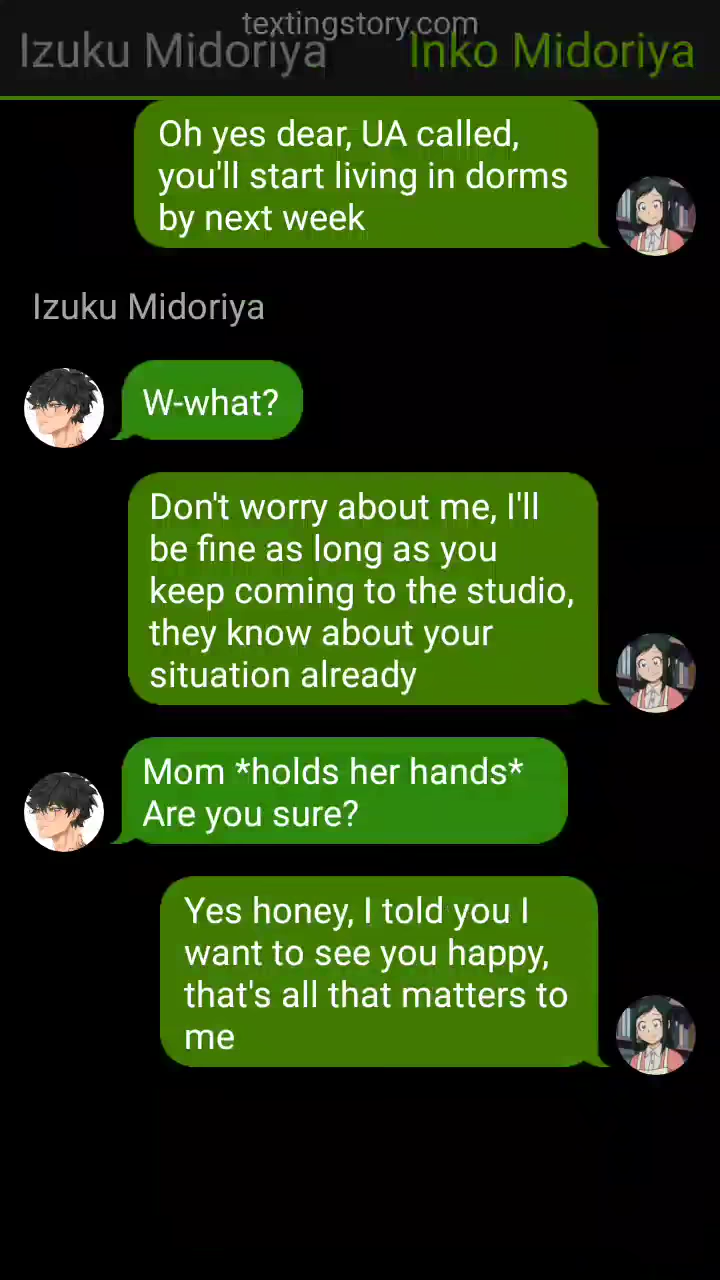 textingstory.com
Izuku Midoriya
Inko Midoriya
Oh yes dear, UA called,
you'll start living in dorms
by next week
Izuku Midoriya
W-what?
Don't worry about me, I'll
be fine as long as you
keep coming to the studio,
they know about your
situation already
Mom *holds her hands*
Are you sure?
Yes honey, I told you I
want to see you happy,
that's all that matters to
me